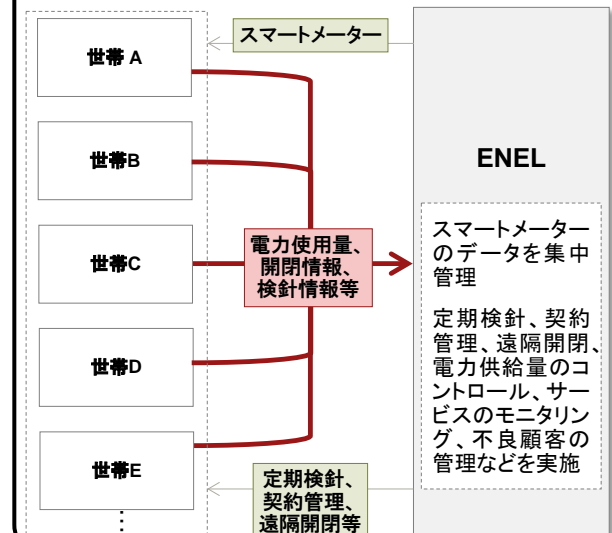 スマートメーター
世帯 A
世帯B
世帯C
世帯D
世帯E
⋮
電力使用量、
開閉情報、
検針情報等
定期検針、
契約管理、
遠隔開閉等
ENEL
スマートメーター
のデータを集中
管理
定期検針、契約
管理、遠隔開閉、
電力供給量のコ
ントロール、サー
ビスのモニタリン
グ、不良顧客の
管理などを実施